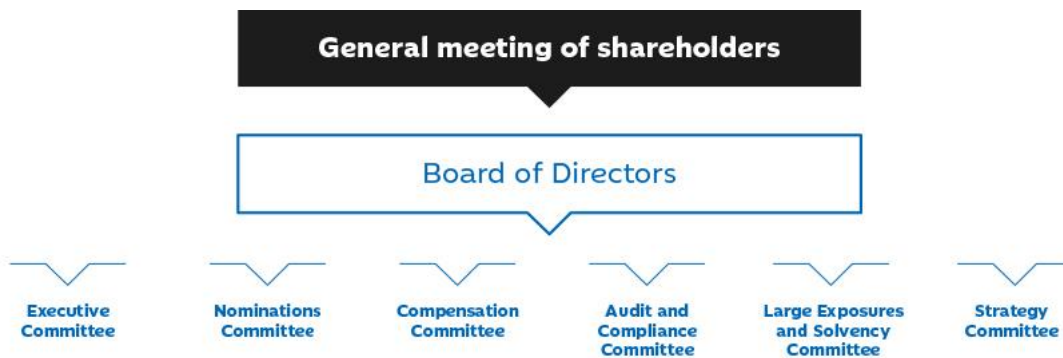 General meeting of shareholders
Board of Directors
Executive
Committee
Nominations
Committee
Compensation
Committee
Audit and
Compliance
Committee
Large Exposures
and Solvency
Committee
Strategy
Committee